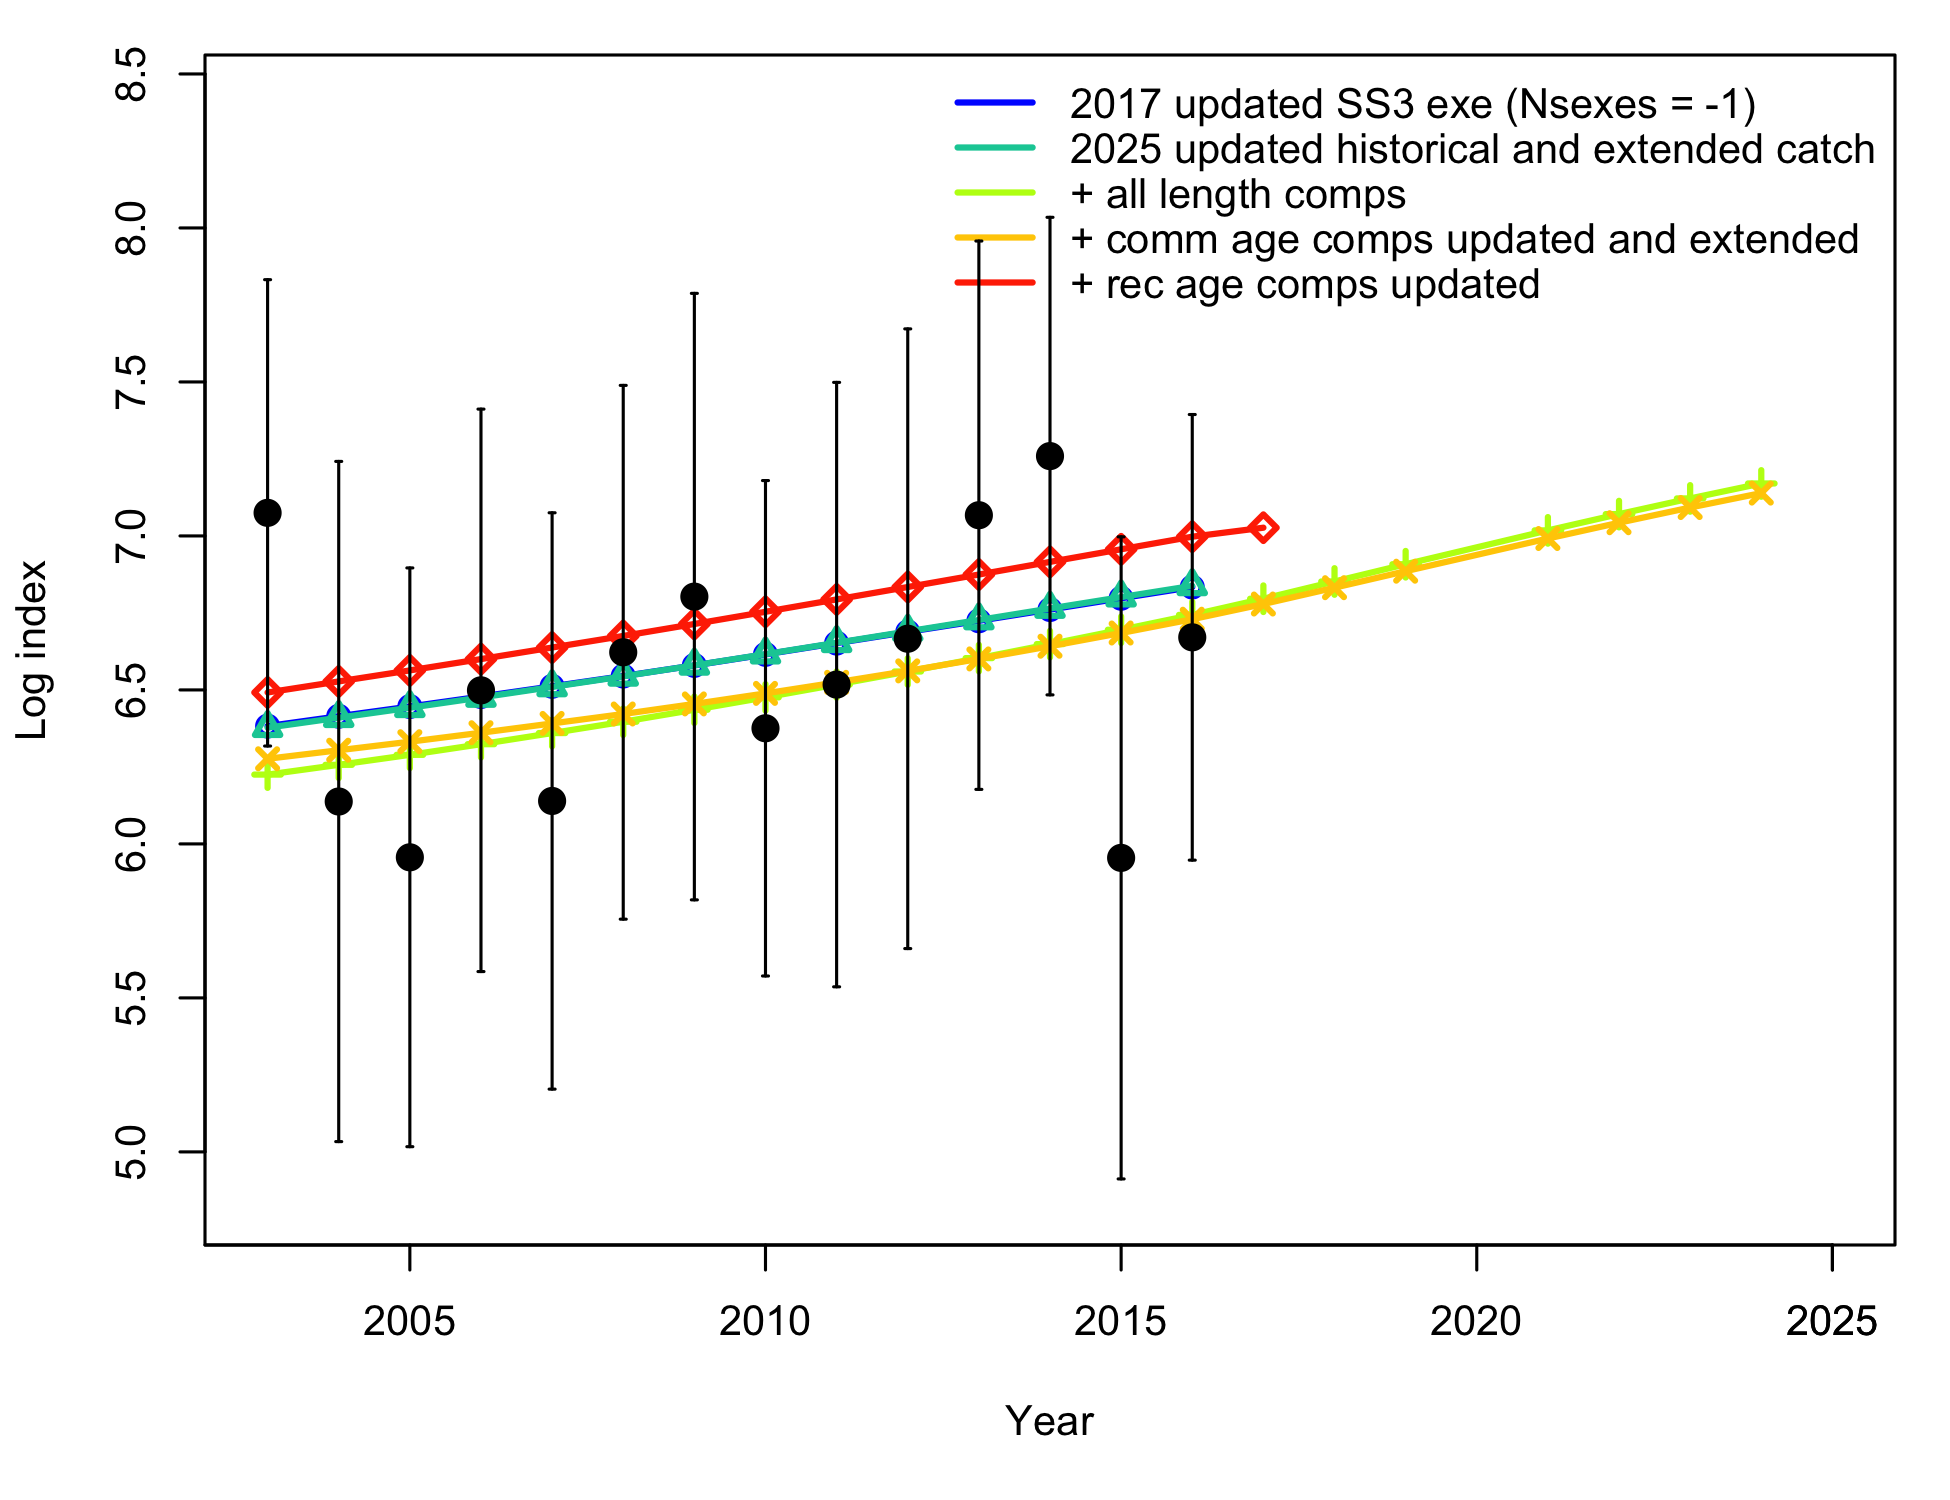 2017 updated SS3 exe (Nsexes = -1)
2025 updated historical and extended catch
+ all length comps
+ comm age comps updated and extended
+ rec age comps updated
Log index
8.5
8.0
7.5
7.0
6.5
6.0
5.5
5.0
2005 2010 2015 2020 2025
Year